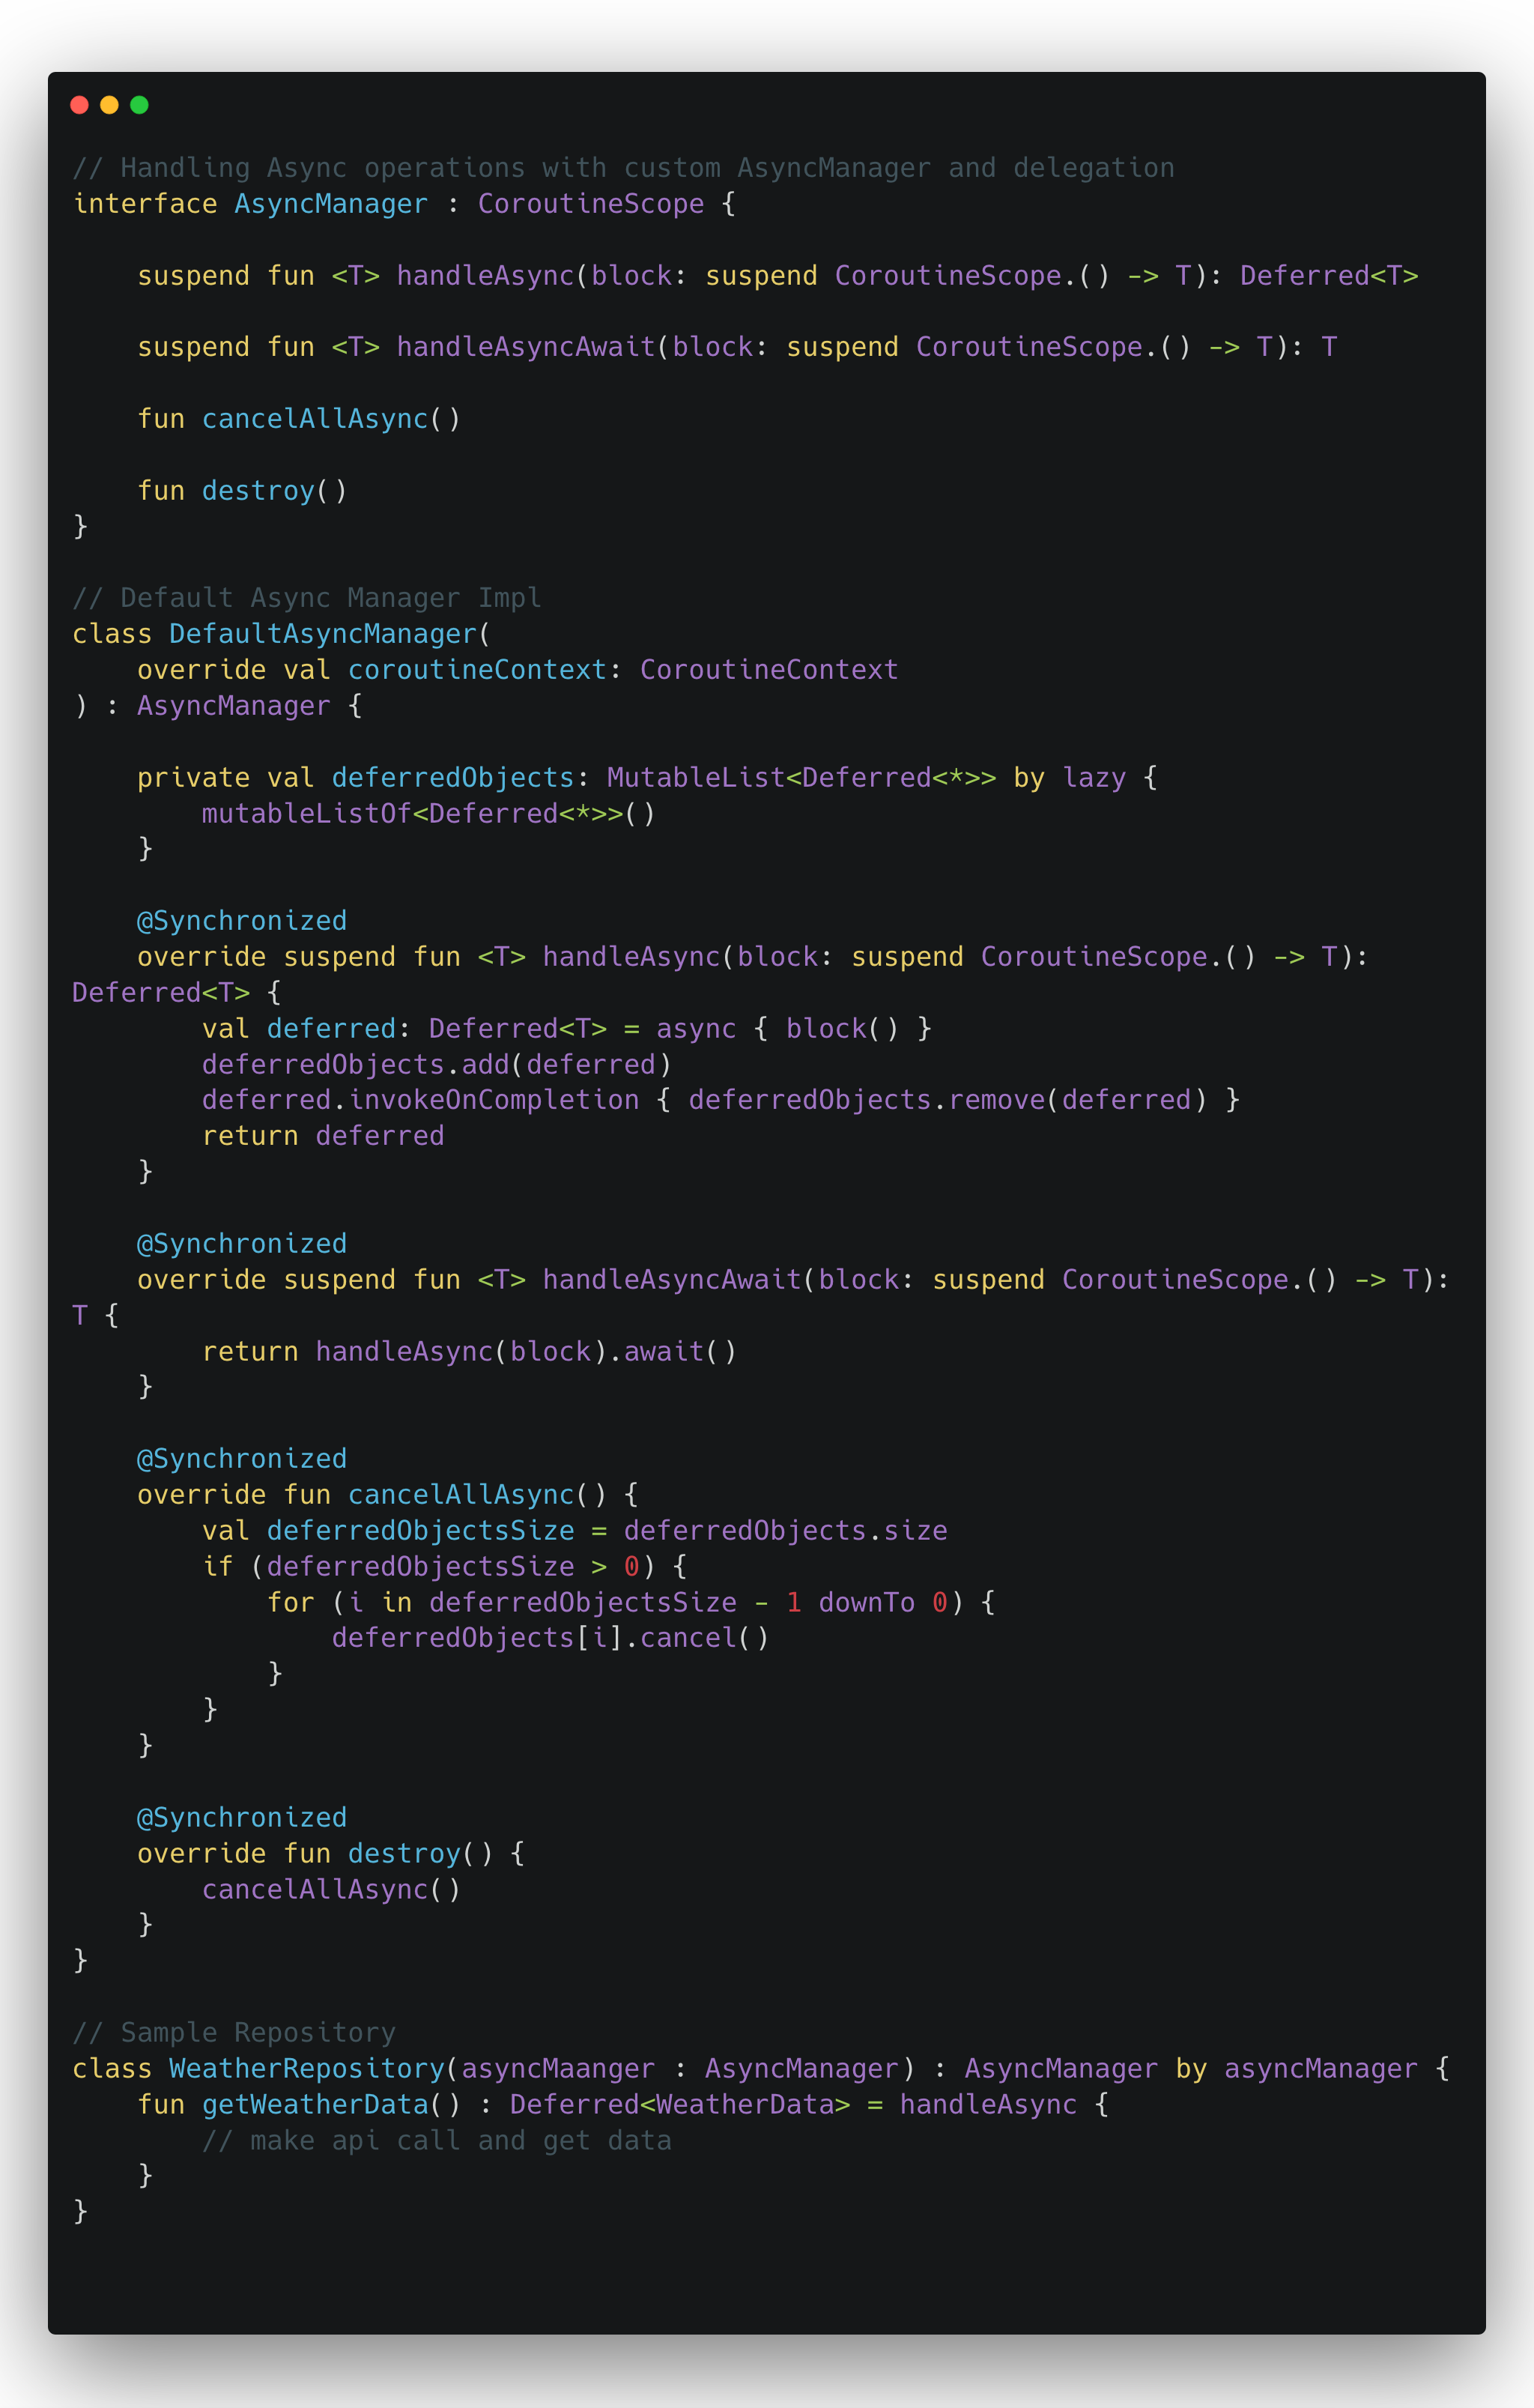 // Handling Async operations with custom AsyncManager and delegation
interface AsyncManager : CoroutineScope {

    suspend fun <T> handleAsync(block: suspend CoroutineScope.() -> T): Deferred<T>

    suspend fun <T> handleAsyncAwait(block: suspend CoroutineScope.() -> T): T

    fun cancelAllAsync()

    fun destroy()
}

// Default Async Manager Impl
class DefaultAsyncManager(
    override val coroutineContext: CoroutineContext
) : AsyncManager {

    private val deferredObjects: MutableList<Deferred<*>> by lazy {
        mutableListOf<Deferred<*>>()
    }

    @Synchronized
    override suspend fun <T> handleAsync(block: suspend CoroutineScope.() -> T):
Deferred<T> {
        val deferred: Deferred<T> = async { block() }
        deferredObjects.add(deferred)
        deferred.invokeOnCompletion { deferredObjects.remove(deferred) }
        return deferred
    }

    @Synchronized
    override suspend fun <T> handleAsyncAwait(block: suspend CoroutineScope.() -> T):
T {
        return handleAsync(block).await()
    }

    @Synchronized
    override fun cancelAllAsync() {
        val deferredObjectsSize = deferredObjects.size
        if (deferredObjectsSize > 0) {
            for (i in deferredObjectsSize - 1 downTo 0) {
                deferredObjects[i].cancel()
            }
        }
    }

    @Synchronized
    override fun destroy() {
        cancelAllAsync()
    }
}

// Sample Repository
class WeatherRepository(asyncMaanger : AsyncManager) : AsyncManager by asyncManager {
    fun getWeatherData() : Deferred<WeatherData> = handleAsync {
        // make api call and get data
    }
}